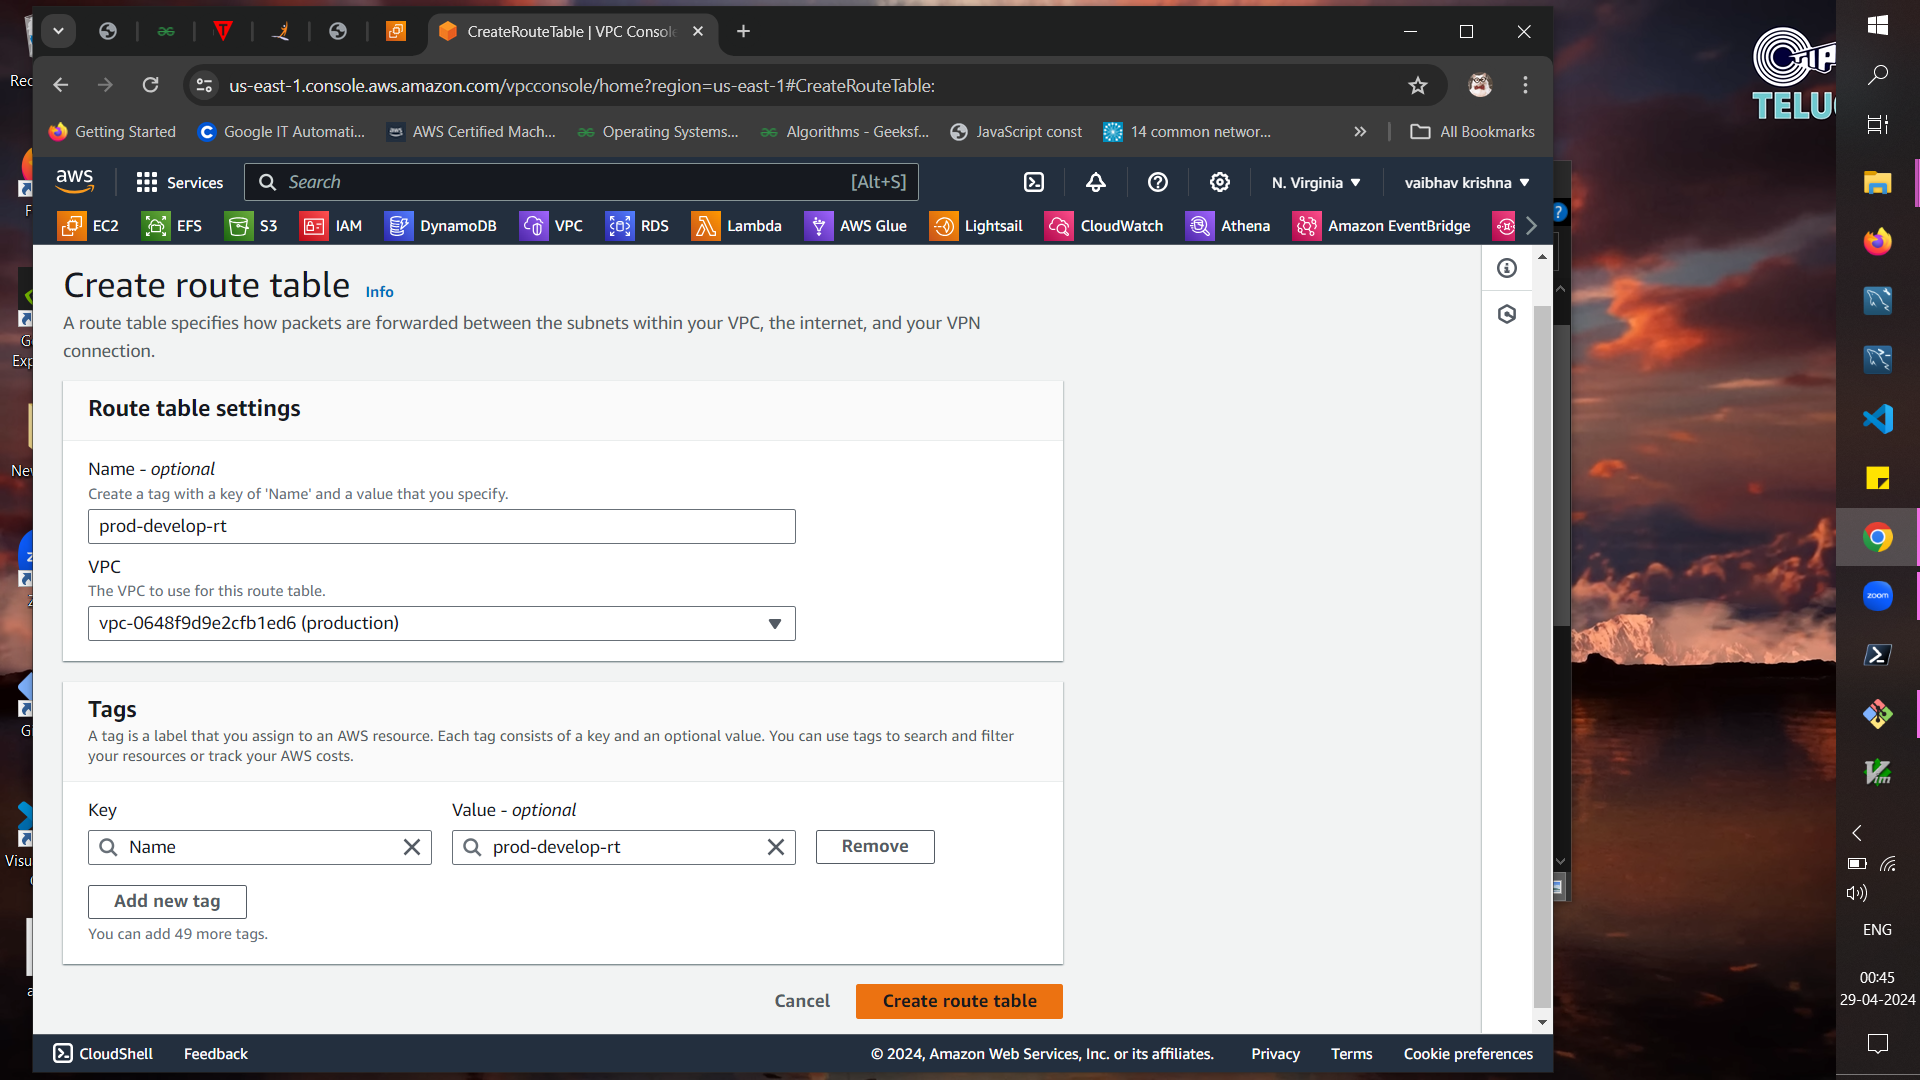 CreateRouteTable | VPC Console
us-east-1.console.aws.amazon.com/vpcconsole/home?region=us-east-1#CreateRouteTable:
Getting Started
Google IT Automati...
AWS Certified Mach...
Operating Systems...
Algorithms - Geeksf...
JavaScript const
14 common networ...
»
All Bookmarks
aws
Services
Search
[Alt+S]
N. Virginia
vaibhav krishna
EC2
EFS
S3
IAM
DynamoDB
VPC
RDS
Lambda
AWS Glue
Lightsail
CloudWatch
Athena
Amazon EventBridge
Create route table Info
A route table specifies how packets are forwarded between the subnets within your VPC, the internet, and your VPN
connection.
Route table settings
Name - optional
Create a tag with a key of 'Name' and a value that you specify.
prod-develop-rt
VPC
The VPC to use for this route table.
vpc-0648f9d9e2cfb1ed6 (production)
Tags
A tag is a label that you assign to an AWS resource. Each tag consists of a key and an optional value. You can use tags to search and filter
your resources or track your AWS costs.
Key
Value - optional
Name
prod-develop-rt
Remove
Add new tag
You can add 49 more tags.
Cancel
Create route table
CloudShell
Feedback
© 2024, Amazon Web Services, Inc. or its affiliates.
Privacy
Terms
Cookie preferences
zoom
ENG
00:45
29-04-2024